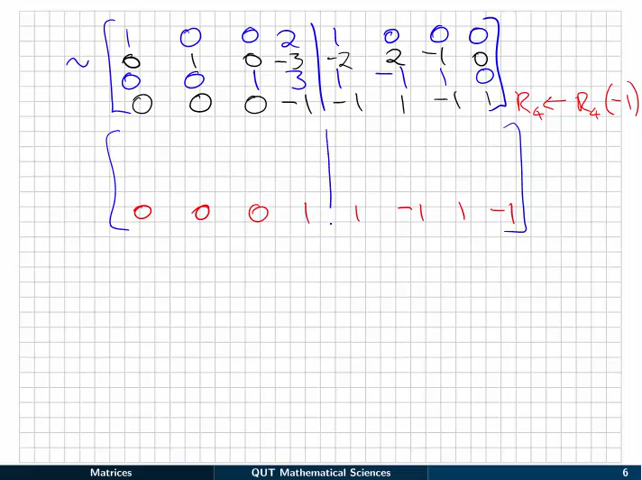 ~ 1 0 0 2 | 1 0 0 0
0 1 0 -3 | -2 2 -1 0
0 0 1 3 | 1 -1 1 0
0 0 0 -1 | -1 1 -1 1 R₄ ← R₄(-1)
0 0 0 1 | 1 -1 1 -1
Matrices QUT Mathematical Sciences 6